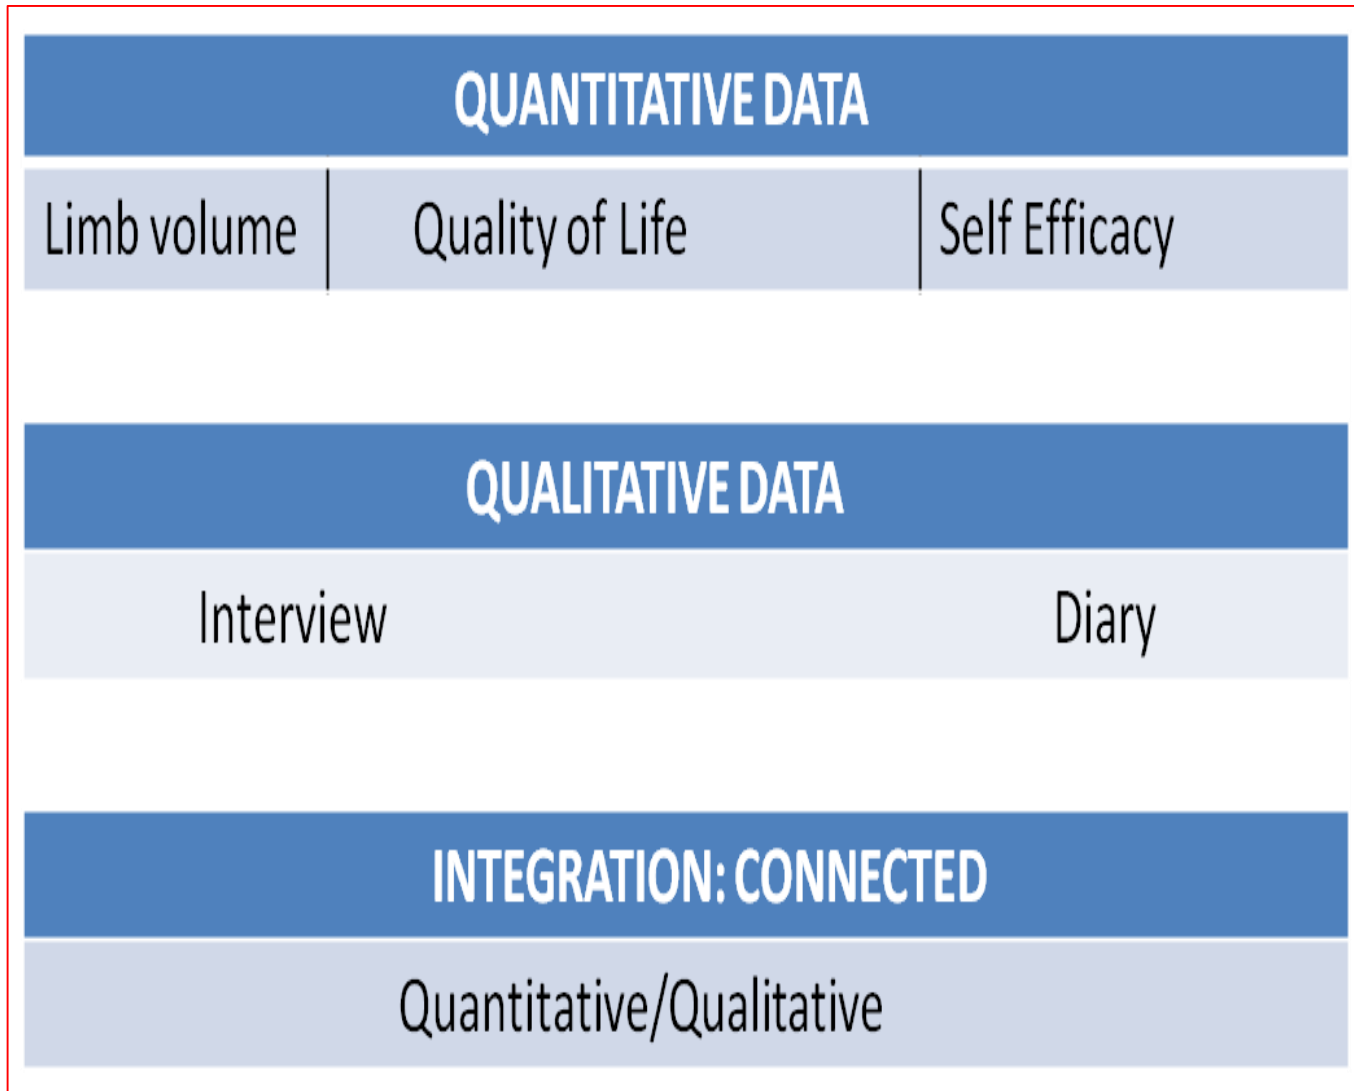 QUANTITATIVE DATA
Limb volume Quality of Life Self Efficacy
QUALITATIVE DATA
Interview Diary
INTEGRATION: CONNECTED
Quantitative/Qualitative